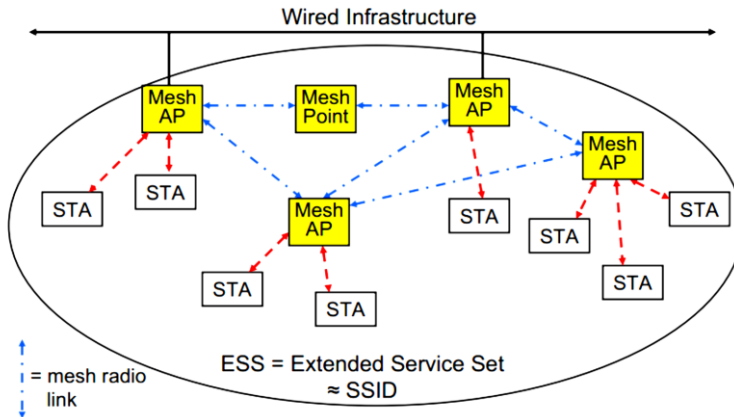 Wired Infrastructure
Mesh
AP
Mesh
Point
Mesh
AP
Mesh
AP
STA
STA
Mesh
AP
STA
STA
STA
STA
STA
STA
ESS = Extended Service Set
≈ SSID
= mesh radio
link